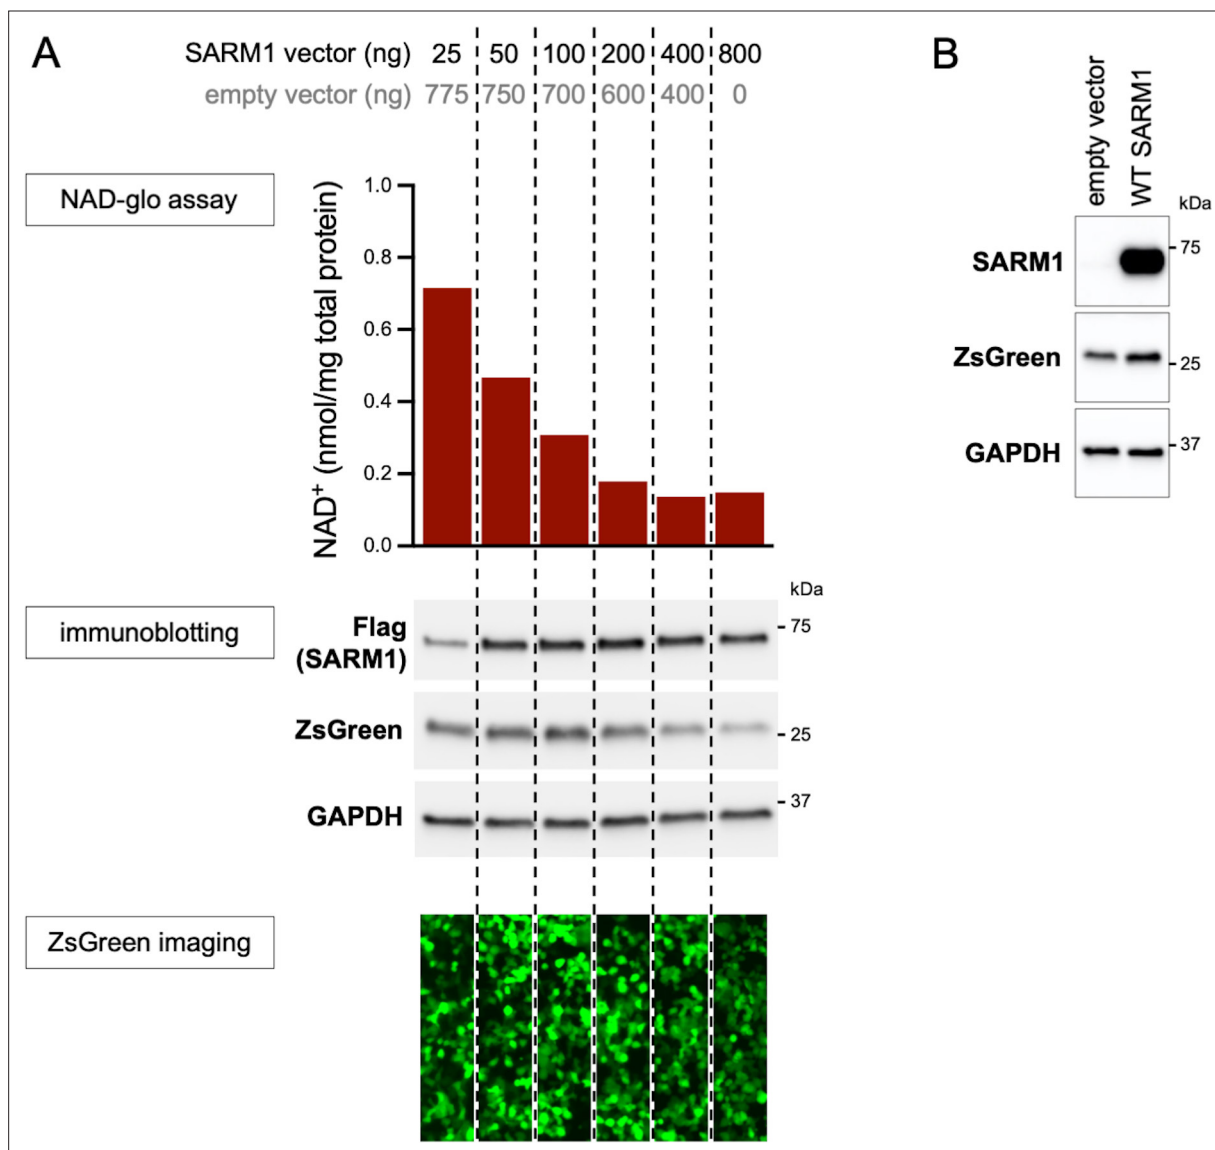 A
SARM1 vector (ng) 25 50 100 200 400 800
empty vector (ng) 775 750 700 600 400 0
NAD-glo assay
NAD+ (nmol/mg total protein)
1.0
0.8
0.6
0.4
0.2
0.0
immunoblotting
kDa
Flag
(SARM1)
75
ZsGreen
25
GAPDH
37
ZsGreen imaging
B
empty vector
WT SARM1
kDa
SARM1
75
ZsGreen
25
GAPDH
37